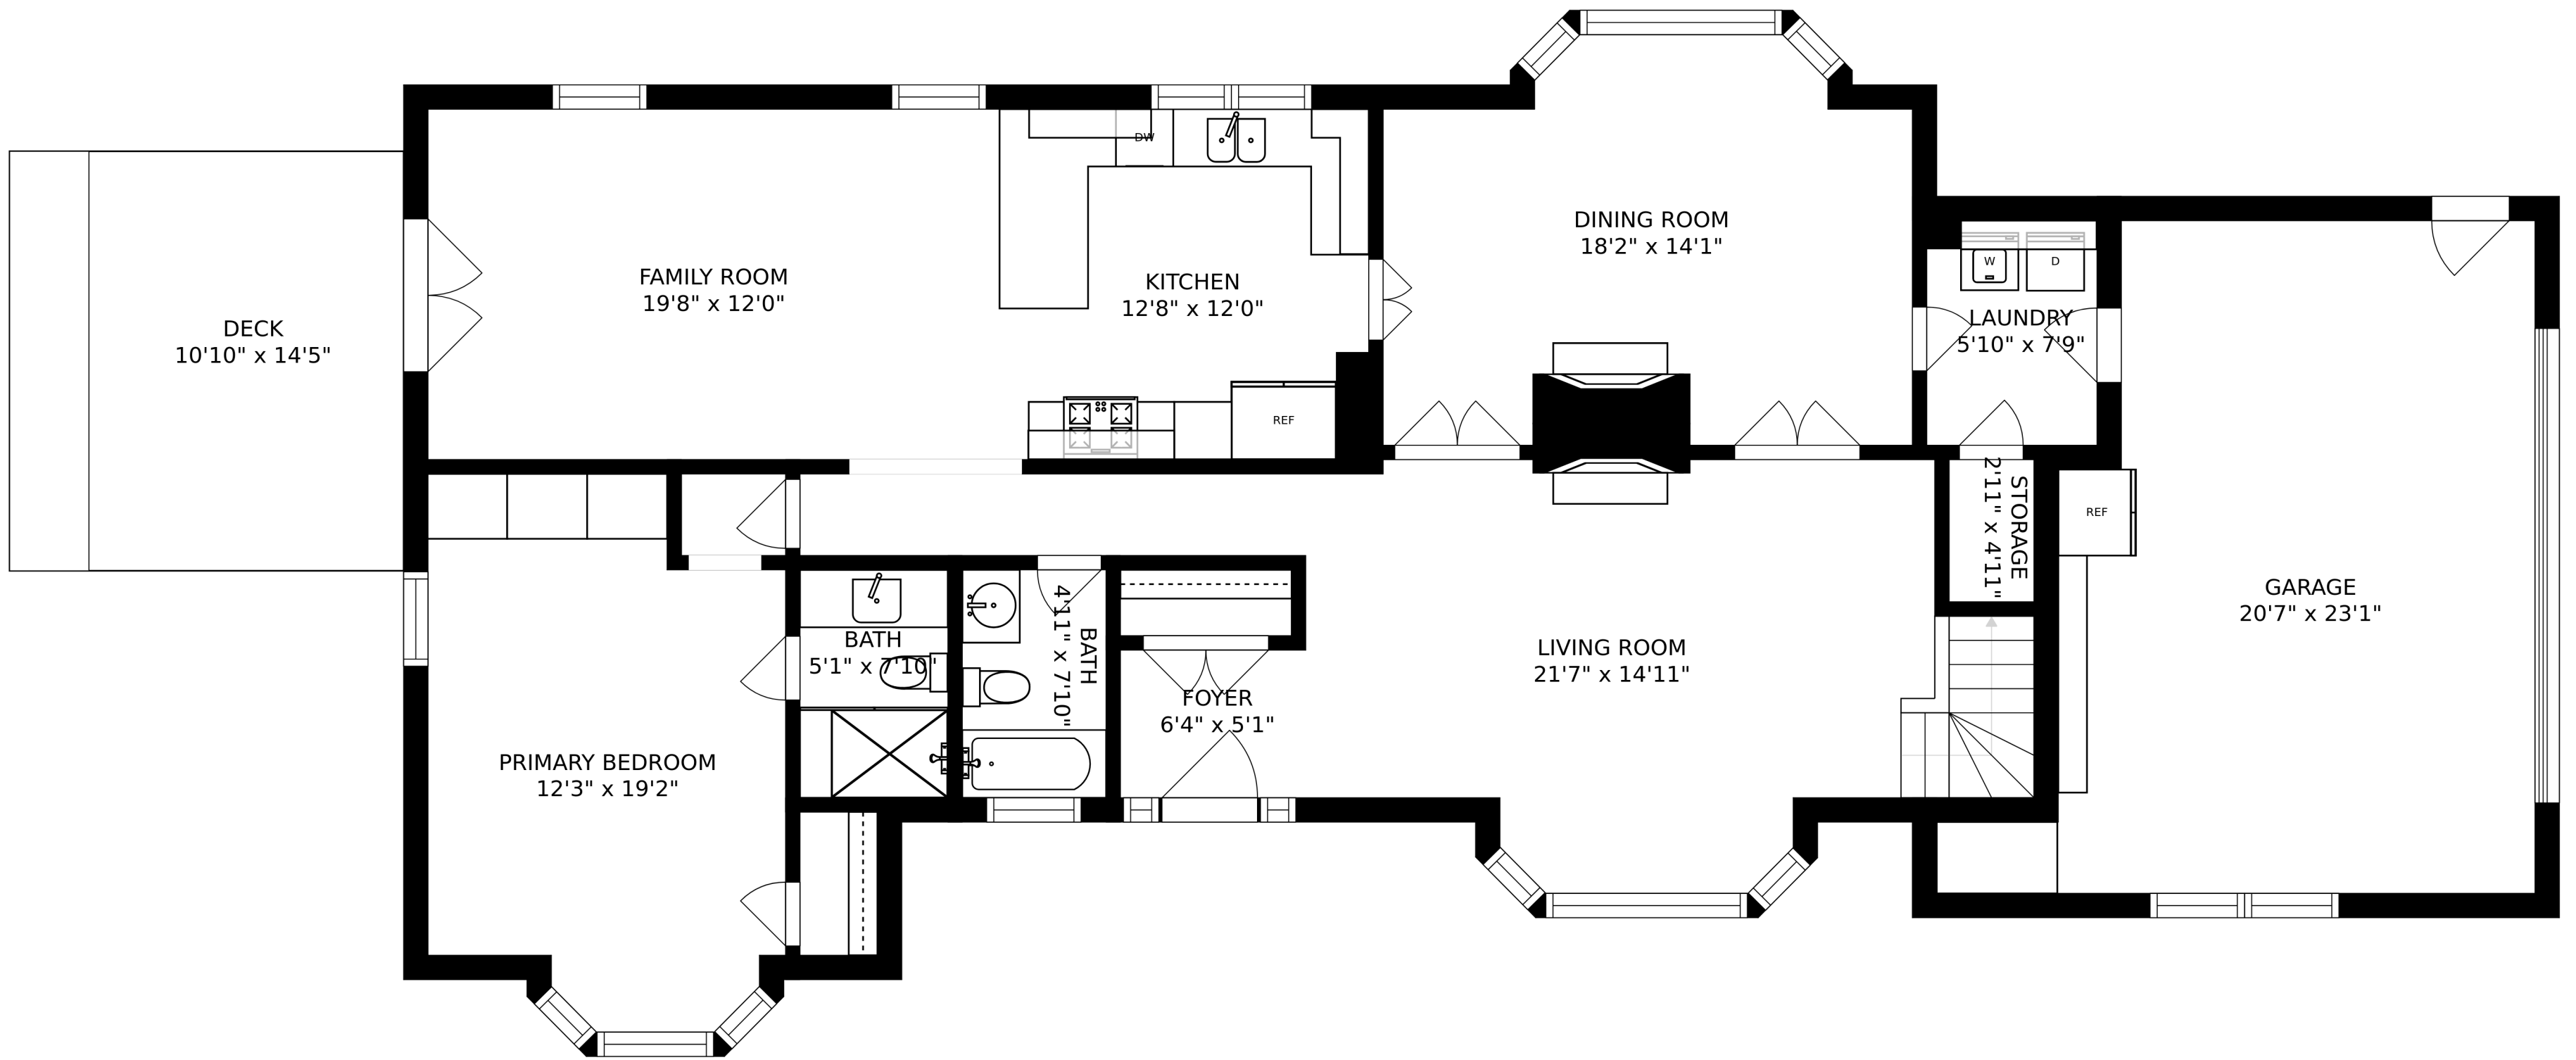 DW
DINING ROOM
18'2" x 14'1"
FAMILY ROOM
19'8" x 12'0"
KITCHEN
12'8" x 12'0"
W
D
LAUNDRY
5'10" x 7'9"
DECK
10'10" x 14'5"
REF
STORAGE
2'11" x 4'11"
REF
GARAGE
20'7" x 23'1"
BATH
5'1" x 7'10"
BATH
4'11" x 7'10"
LIVING ROOM
21'7" x 14'11"
FOYER
6'4" x 5'1"
PRIMARY BEDROOM
12'3" x 19'2"